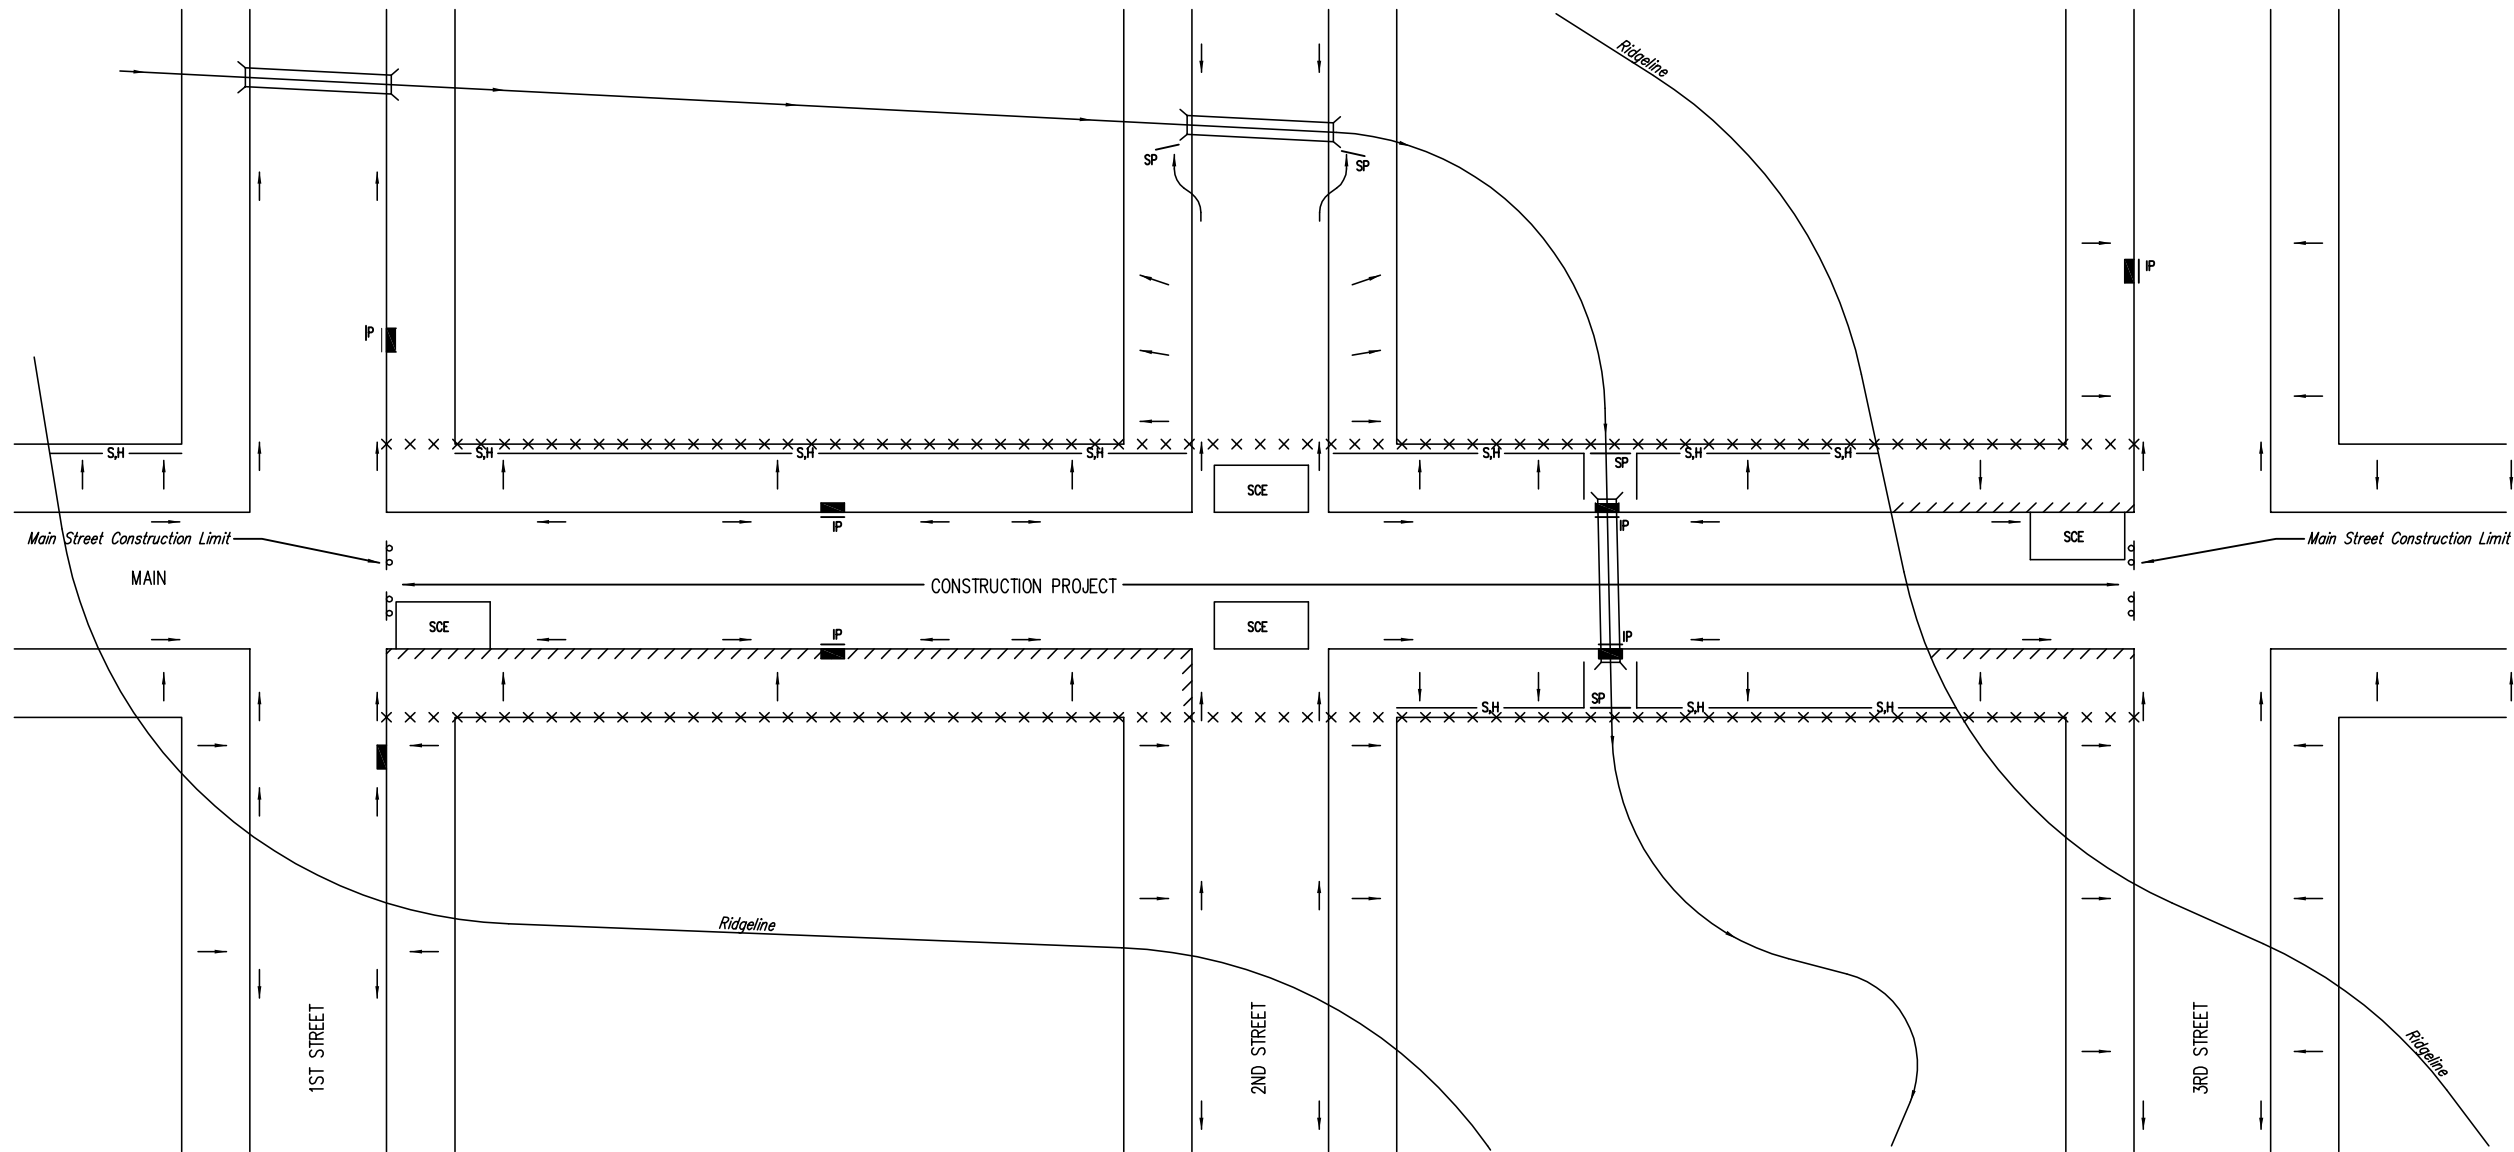 Ridgeline
SP
SP
IP
IP
S,H
S,H
S,H
S,H
S,H
SP
S,H
S,H
SCE
IP
IP
SCE
Main Street Construction Limit
Main Street Construction Limit
MAIN
CONSTRUCTION PROJECT
SCE
SCE
IP
IP
SP
S,H
S,H
S,H
Ridgeline
1ST STREET
2ND STREET
3RD STREET
Ridgeline